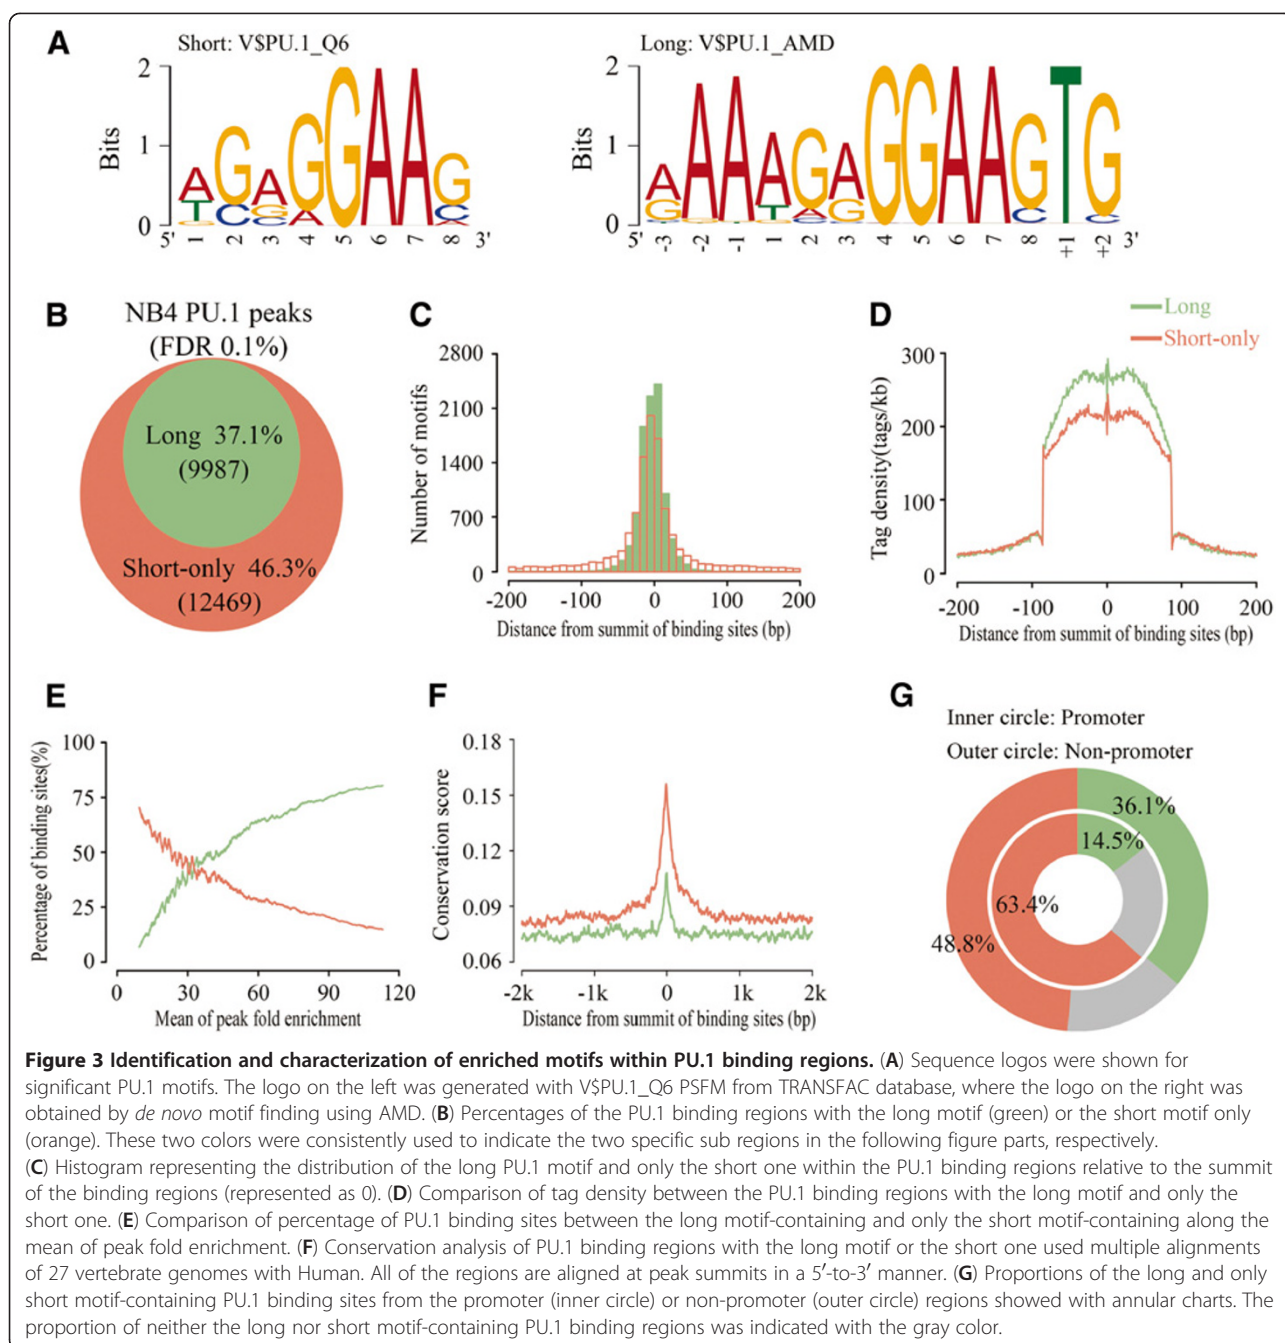 A
Short: V$PU.1_Q6
Long: V$PU.1_AMD
Bits
2
1
0
5' 1 2 3 4 5 6 7 8 3'
Bits
2
1
0
5' -3 -2 -1 1 2 3 4 5 6 7 8 +1 +2 3'
B
NB4 PU.1 peaks
(FDR 0.1%)
Long 37.1%
(9987)
Short-only 46.3%
(12469)
C
Number of motifs
2800
2100
1400
700
0
-200 -100 0 100 200
Distance from summit of binding sites (bp)
D
Long
Short-only
Tag density(tags/kb)
300
200
100
0
-200 -100 0 100 200
Distance from summit of binding sites (bp)
E
Percentage of binding sites(%)
100
75
50
25
0
0 30 60 90 120
Mean of peak fold enrichment
F
Conservation score
0.18
0.15
0.12
0.09
0.06
-2k -1k 0 1k 2k
Distance from summit of binding sites (bp)
G
Inner circle: Promoter
Outer circle: Non-promoter
36.1%
14.5%
63.4%
48.8%
Figure 3 Identification and characterization of enriched motifs within PU.1 binding regions. (A) Sequence logos were shown for
significant PU.1 motifs. The logo on the left was generated with V$PU.1_Q6 PSFM from TRANSFAC database, where the logo on the right was
obtained by de novo motif finding using AMD. (B) Percentages of the PU.1 binding regions with the long motif (green) or the short motif only
(orange). These two colors were consistently used to indicate the two specific sub regions in the following figure parts, respectively.
(C) Histogram representing the distribution of the long PU.1 motif and only the short one within the PU.1 binding regions relative to the summit
of the binding regions (represented as 0). (D) Comparison of tag density between the PU.1 binding regions with the long motif and only the
short one. (E) Comparison of percentage of PU.1 binding sites between the long motif-containing and only the short motif-containing along the
mean of peak fold enrichment. (F) Conservation analysis of PU.1 binding regions with the long motif or the short one used multiple alignments
of 27 vertebrate genomes with Human. All of the regions are aligned at peak summits in a 5′-to-3′ manner. (G) Proportions of the long and only
short motif-containing PU.1 binding sites from the promoter (inner circle) or non-promoter (outer circle) regions showed with annular charts. The
proportion of neither the long nor short motif-containing PU.1 binding regions was indicated with the gray color.